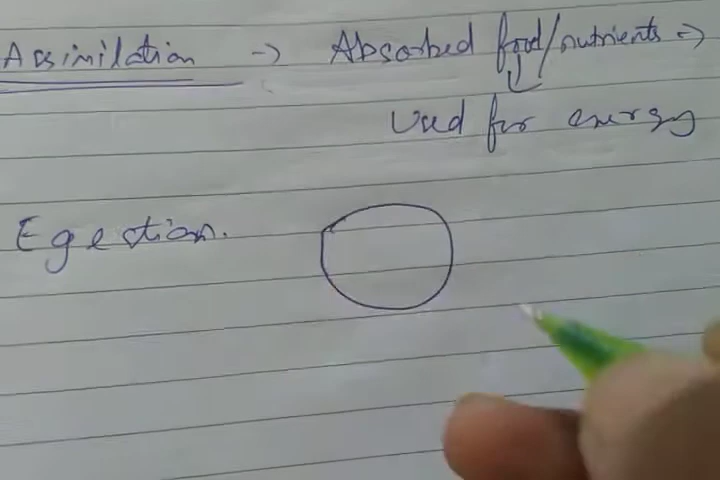 Assimilation → Absorbed food/nutrients →
↓
Used for energy
Egestion.